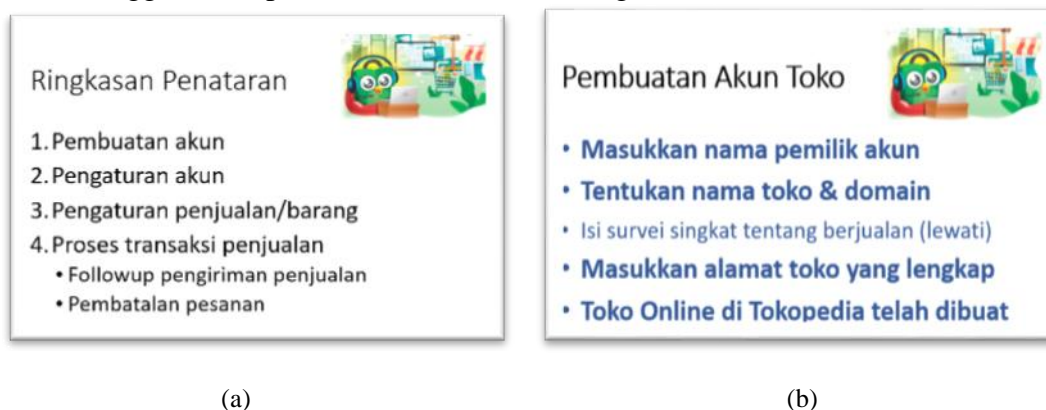 Ringkasan Penataran
1. Pembuatan akun
2. Pengaturan akun
3. Pengaturan penjualan/barang
4. Proses transaksi penjualan
• Followup pengiriman penjualan
• Pembatalan pesanan
(a)
Pembuatan Akun Toko
• Masukkan nama pemilik akun
• Tentukan nama toko & domain
• Isi survei singkat tentang berjualan (lewati)
• Masukkan alamat toko yang lengkap
• Toko Online di Tokopedia telah dibuat
(b)